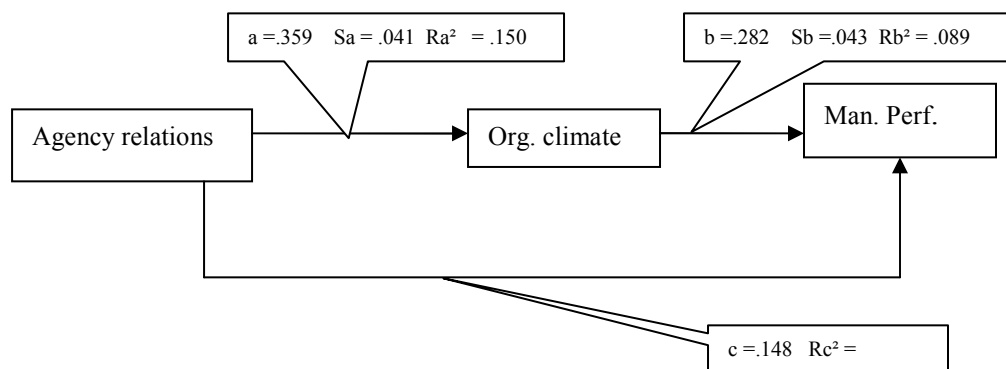 a =.359 Sa = .041 Ra² = .150
b =.282 Sb = .043 Rb² = .089
Agency relations
Org. climate
Man. Perf.
c =.148 Rc² =